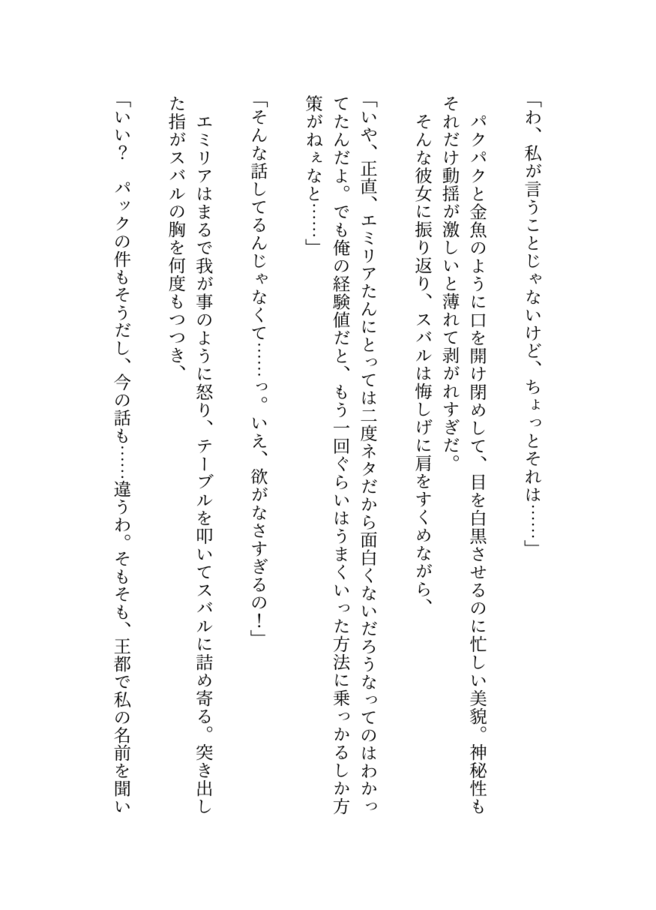 「わ、私が言うことじゃないけど、ちょっとそれは……」
　パクパクと金魚のように口を開け閉めして、目を白黒させるのに忙しい美貌。神秘性も
それだけ動揺が激しいと薄れて剥がれすぎだ。
　そんな彼女に振り返り、スバルは悔しげに肩をすくめながら、
「いや、正直、エミリアたんにとっては二度ネタだから面白くないだろうなってのはわかっ
てたんだよ。でも俺の経験値だと、もう一回ぐらいはうまくいった方法に乗っかるしか方
策がねぇなと……」
「そんな話してるんじゃなくて……っ。いえ、欲がなさすぎるの！」
　エミリアはまるで我が事のように怒り、テーブルを叩いてスバルに詰め寄る。突き出し
た指がスバルの胸を何度もつつき、
「いい？　パックの件もそうだし、今の話も……違うわ。そもそも、王都で私の名前を聞い